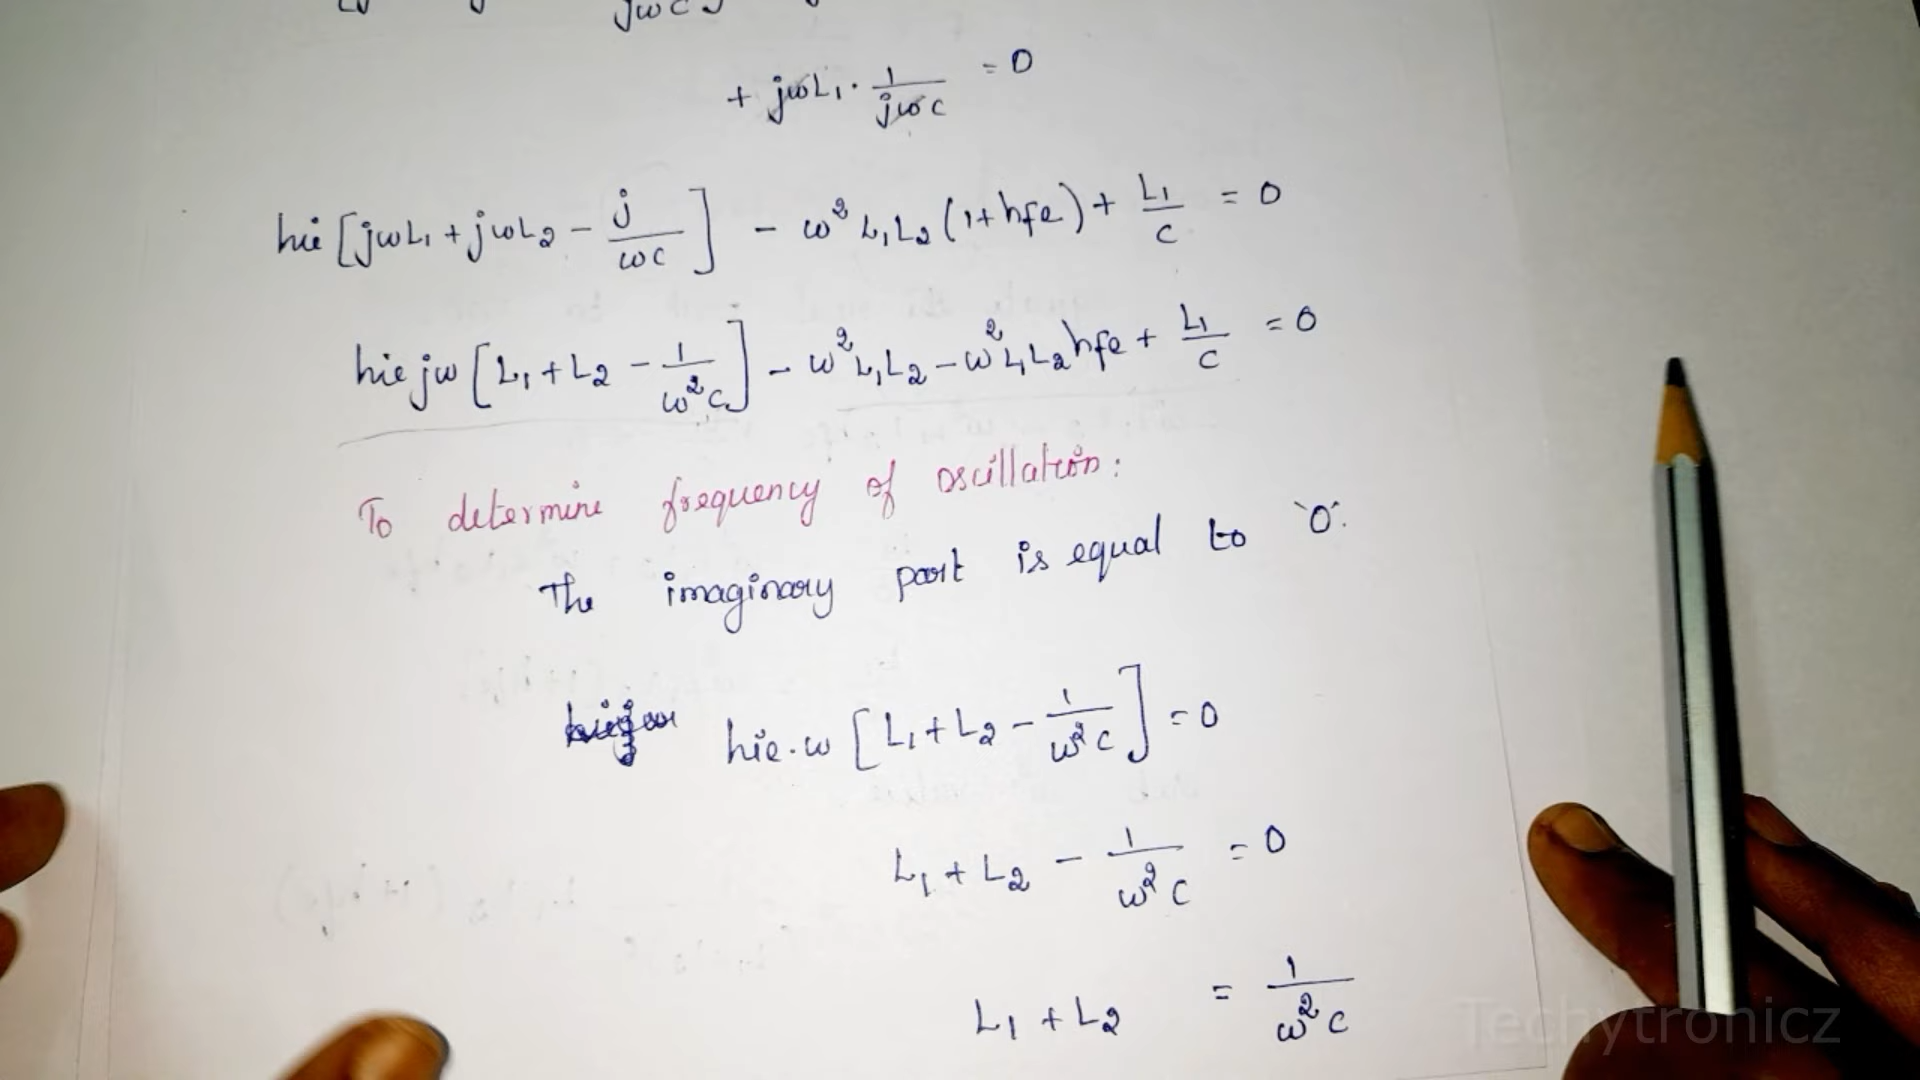 jωC
+ jωL₁ · 1/jωC = 0
hie [jωL₁ + jωL₂ − j/ωC] − ω² L₁L₂ (1+hfe) + L₁/C = 0
hie jω [L₁ + L₂ − 1/ω²C] − ω² L₁L₂ − ω² L₁L₂ hfe + L₁/C = 0
To determine frequency of oscillation:
The imaginary part is equal to '0'.
hie·ω [L₁ + L₂ − 1/ω²C] = 0
L₁ + L₂ − 1/ω²C = 0
L₁ + L₂ = 1/ω²C
Techytronicz